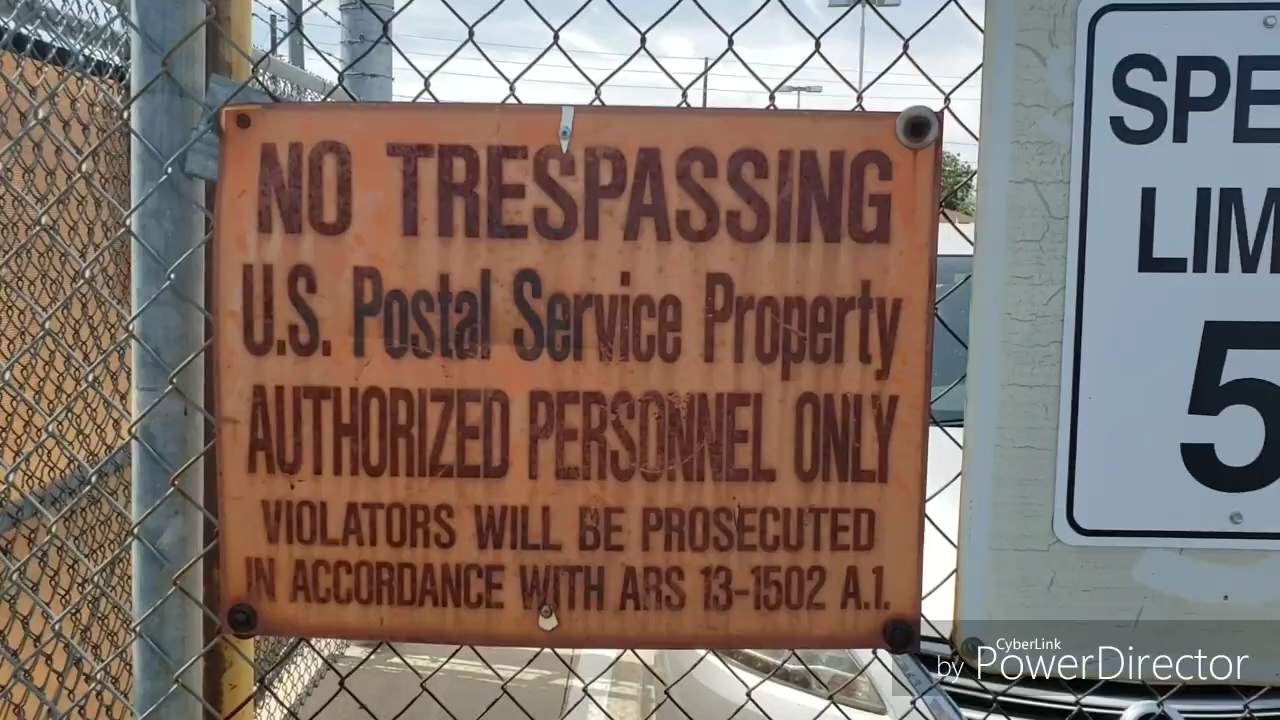 NO TRESPASSING
U.S. Postal Service Property
AUTHORIZED PERSONNEL ONLY
VIOLATORS WILL BE PROSECUTED
IN ACCORDANCE WITH ARS 13-1502 A.1.
SPE
LIM
5
CyberLink
by PowerDirector